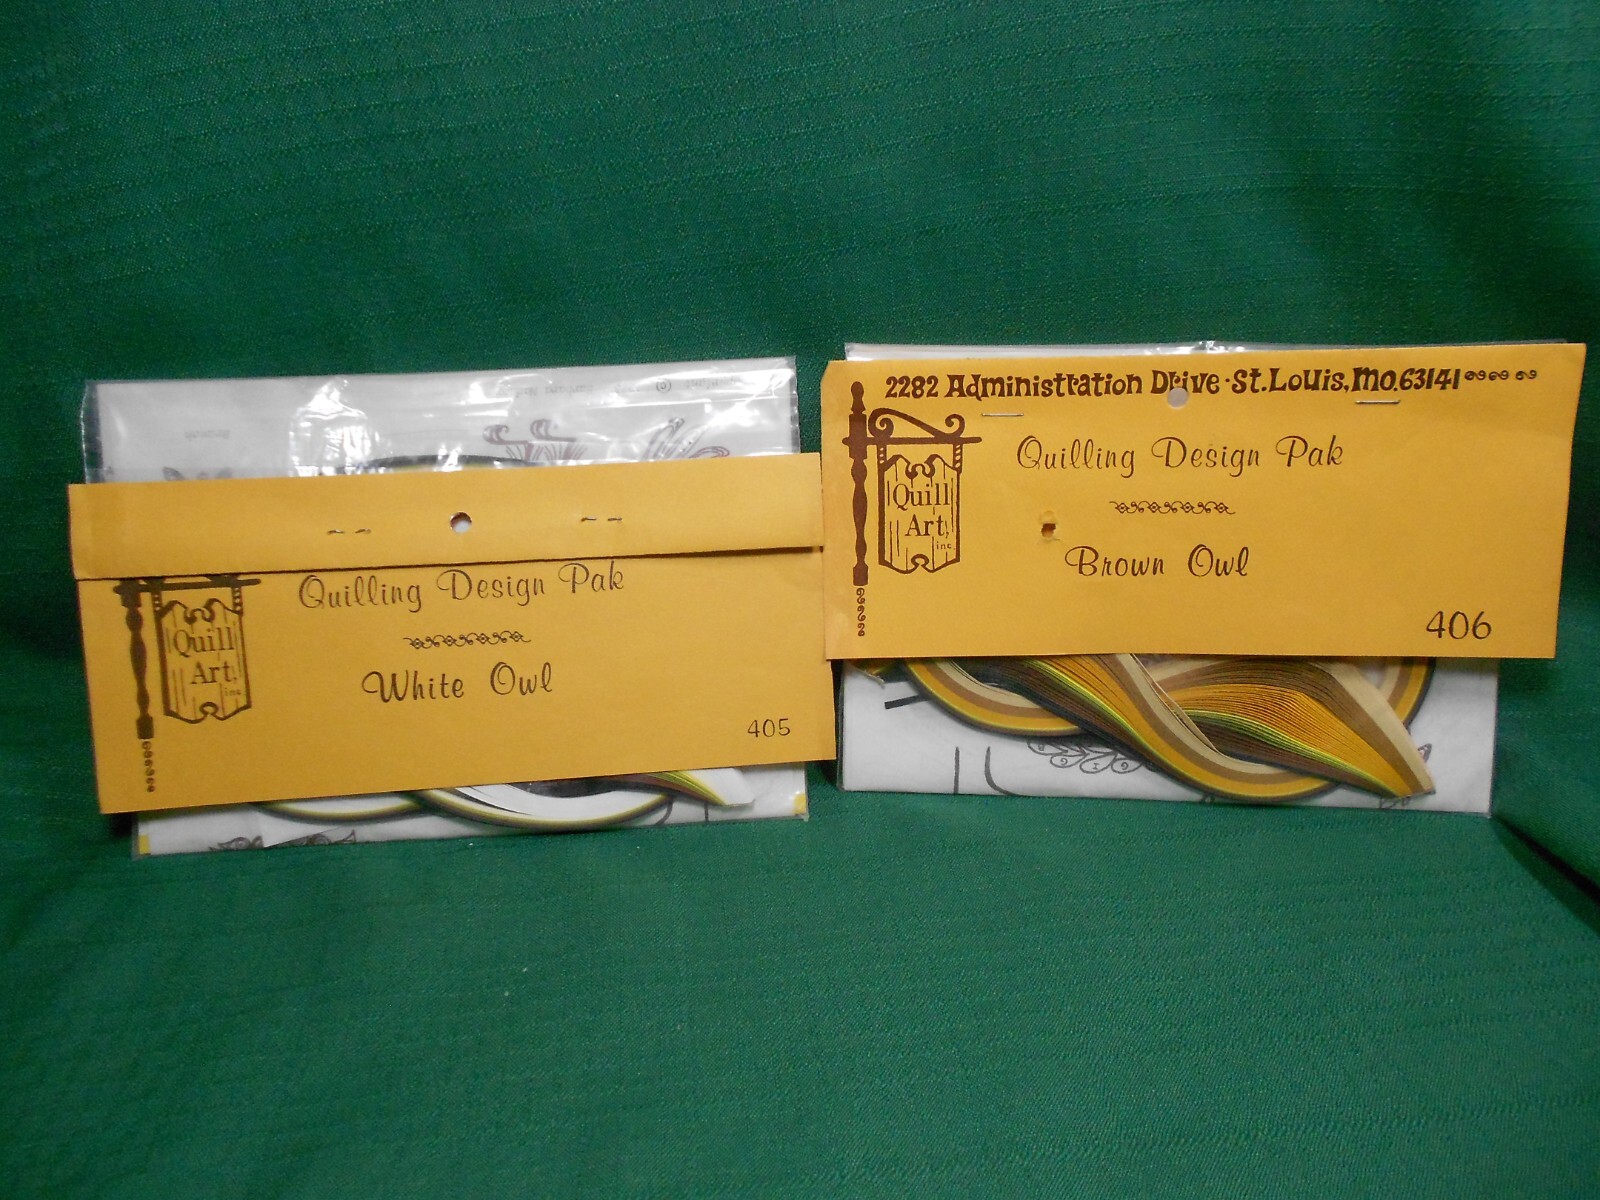 Quilling Design Pak
Quill
Art,
inc
White Owl
405
2282 Administration Drive · St. Louis, Mo. 63141
Quilling Design Pak
Quill
Art,
inc
Brown Owl
406